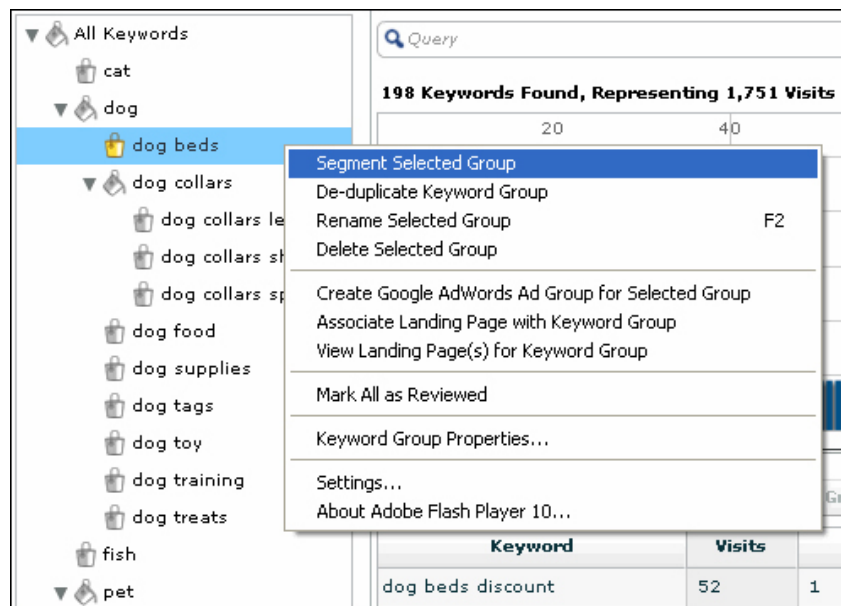 All Keywords
cat
dog
dog beds
dog collars
dog collars le
dog collars sh
dog collars sp
dog food
dog supplies
dog tags
dog toy
dog training
dog treats
fish
pet
Query
198 Keywords Found, Representing 1,751 Visits
20 40
Segment Selected Group
De-duplicate Keyword Group
Rename Selected Group F2
Delete Selected Group
Create Google AdWords Ad Group for Selected Group
Associate Landing Page with Keyword Group
View Landing Page(s) for Keyword Group
Mark All as Reviewed
Keyword Group Properties...
Settings...
About Adobe Flash Player 10...
Gr
Keyword Visits
dog beds discount 52 1